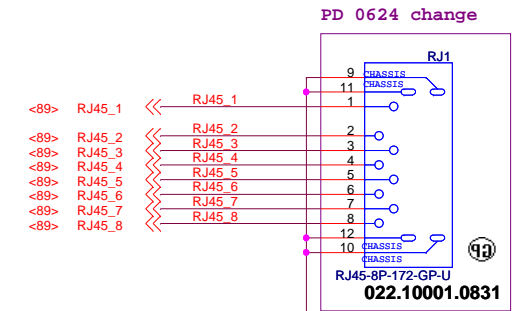 PD 0624 change
RJ1
9 CHASSIS
11 CHASSIS
<89> RJ45_1 RJ45_1 1
<89> RJ45_2 RJ45_2 2
<89> RJ45_3 RJ45_3 3
<89> RJ45_4 RJ45_4 4
<89> RJ45_5 RJ45_5 5
<89> RJ45_6 RJ45_6 6
<89> RJ45_7 RJ45_7 7
<89> RJ45_8 RJ45_8 8
12 CHASSIS
10 CHASSIS
GP
RJ45-8P-172-GP-U
022.10001.0831